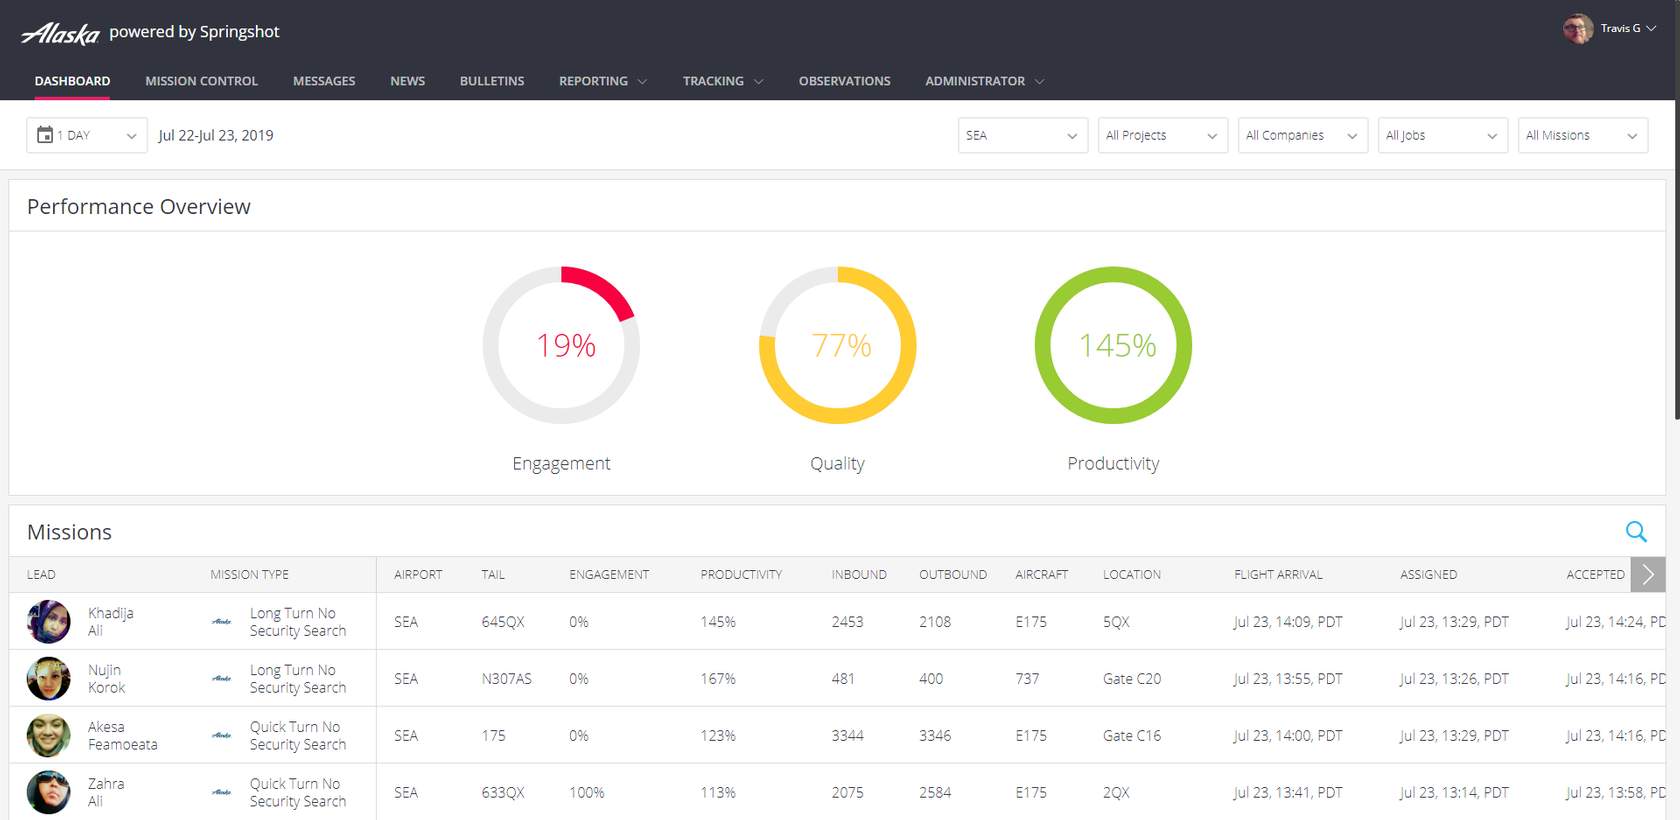 Alaska powered by Springshot
Travis G
DASHBOARD MISSION CONTROL MESSAGES NEWS BULLETINS REPORTING TRACKING OBSERVATIONS ADMINISTRATOR
1 DAY Jul 22-Jul 23, 2019 SEA All Projects All Companies All Jobs All Missions
Performance Overview
19% 77% 145%
Engagement Quality Productivity
Missions
LEAD MISSION TYPE AIRPORT TAIL ENGAGEMENT PRODUCTIVITY INBOUND OUTBOUND AIRCRAFT LOCATION FLIGHT ARRIVAL ASSIGNED ACCEPTED
Khadija Long Turn No
Ali Alaska Security Search SEA 645QX 0% 145% 2453 2108 E175 5QX Jul 23, 14:09, PDT Jul 23, 13:29, PDT Jul 23, 14:24, PD
Nujin Long Turn No
Korok Alaska Security Search SEA N307AS 0% 167% 481 400 737 Gate C20 Jul 23, 13:55, PDT Jul 23, 13:26, PDT Jul 23, 14:16, PD
Akesa Quick Turn No
Feamoeata Alaska Security Search SEA 175 0% 123% 3344 3346 E175 Gate C16 Jul 23, 14:00, PDT Jul 23, 13:29, PDT Jul 23, 14:16, PD
Zahra Quick Turn No
Ali Alaska Security Search SEA 633QX 100% 113% 2075 2584 E175 2QX Jul 23, 13:41, PDT Jul 23, 13:14, PDT Jul 23, 13:58, PD